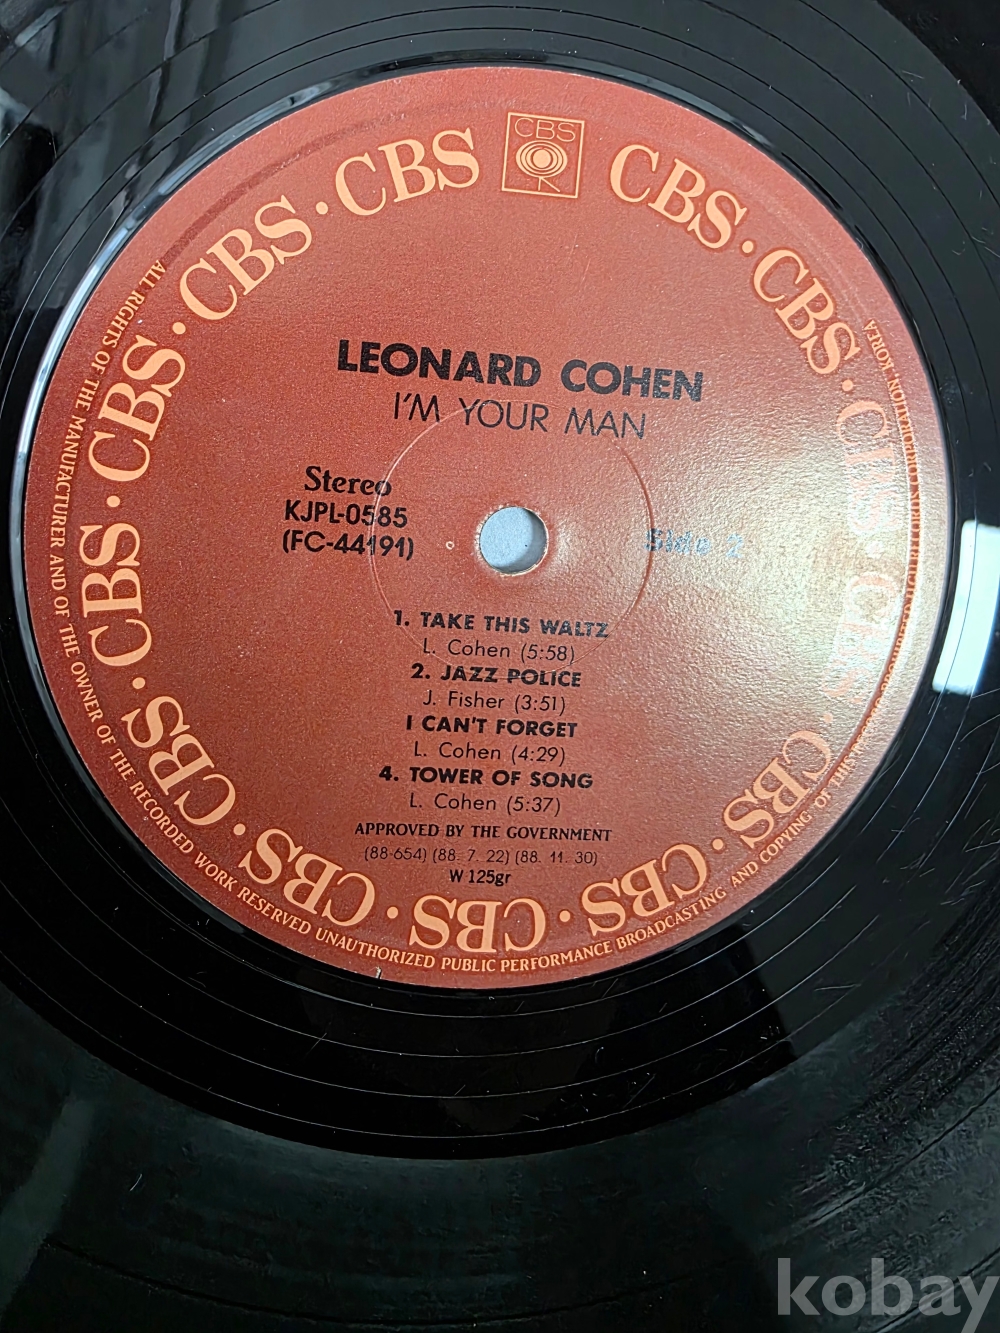 CBS
CBS · CBS · CBS · CBS · CBS · CBS · CBS · CBS · CBS · CBS · CBS · CBS · CBS · CBS
LEONARD COHEN
I'M YOUR MAN
Stereo
KJPL-0585
(FC-44191)
Side 2
1. TAKE THIS WALTZ
L. Cohen (5:58)
2. JAZZ POLICE
J. Fisher (3:51)
I CAN'T FORGET
L. Cohen (4:29)
4. TOWER OF SONG
L. Cohen (5:37)
APPROVED BY THE GOVERNMENT
(88-654) (88. 7. 22) (88. 11. 30)
W 125gr
ALL RIGHTS OF THE MANUFACTURER AND OF THE OWNER OF THE RECORDED WORK RESERVED UNAUTHORIZED PUBLIC PERFORMANCE BROADCASTING AND COPYING OF THIS RECORD PROHIBITED CORPORATION, KOREA
kobay